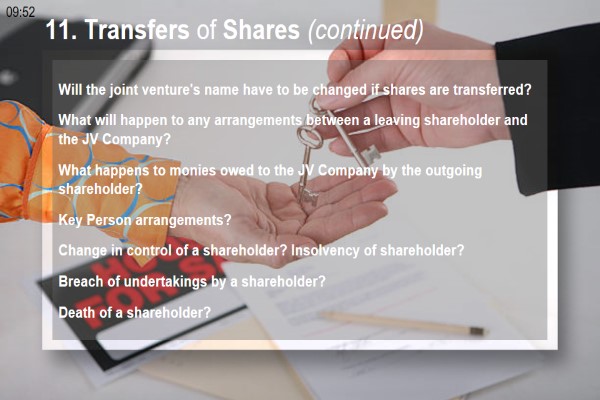 09:52
11. Transfers of Shares (continued)
Will the joint venture's name have to be changed if shares are transferred?
What will happen to any arrangements between a leaving shareholder and
the JV Company?
What happens to monies owed to the JV Company by the outgoing
shareholder?
Key Person arrangements?
Change in control of a shareholder? Insolvency of shareholder?
Breach of undertakings by a shareholder?
Death of a shareholder?
FOR SA